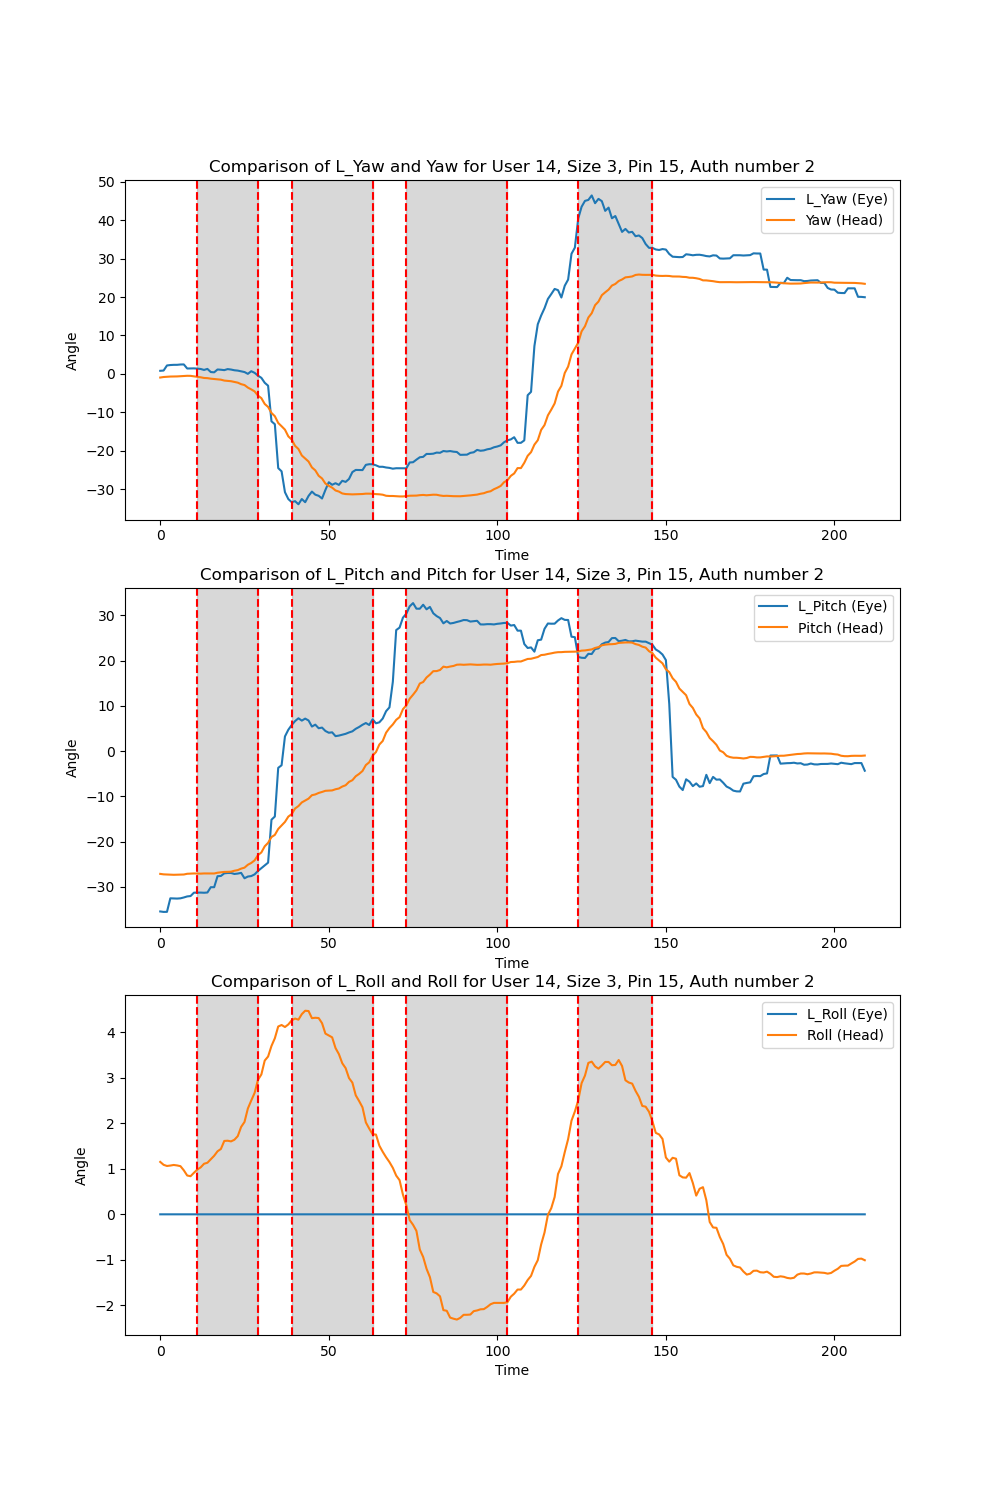 Comparison of L_Yaw and Yaw for User 14, Size 3, Pin 15, Auth number 2
50
40
30
20
10
0
−10
−20
−30
Angle
L_Yaw (Eye)
Yaw (Head)
0 50 100 150 200
Time
Comparison of L_Pitch and Pitch for User 14, Size 3, Pin 15, Auth number 2
30
20
10
0
−10
−20
−30
Angle
L_Pitch (Eye)
Pitch (Head)
0 50 100 150 200
Time
Comparison of L_Roll and Roll for User 14, Size 3, Pin 15, Auth number 2
4
3
2
1
0
−1
−2
Angle
L_Roll (Eye)
Roll (Head)
0 50 100 150 200
Time